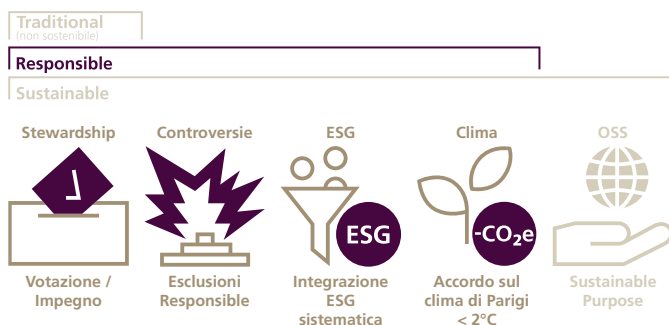 Traditional
(non sostenibile)
Responsible
Sustainable
Stewardship
Controversie
ESG
Clima
OSS
ESG
-CO₂e
Votazione /
Impegno
Esclusioni
Responsible
Integrazione
ESG
sistematica
Accordo sul
clima di Parigi
< 2°C
Sustainable
Purpose